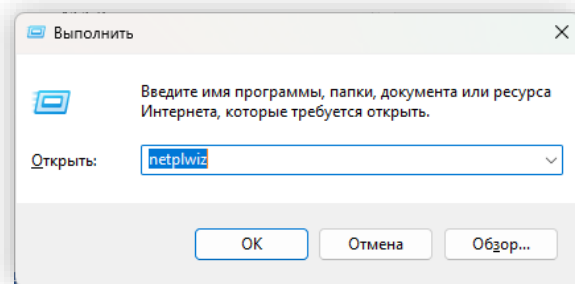 Выполнить
Введите имя программы, папки, документа или ресурса
Интернета, которые требуется открыть.
Открыть:
netplwiz
ОК
Отмена
Обзор...